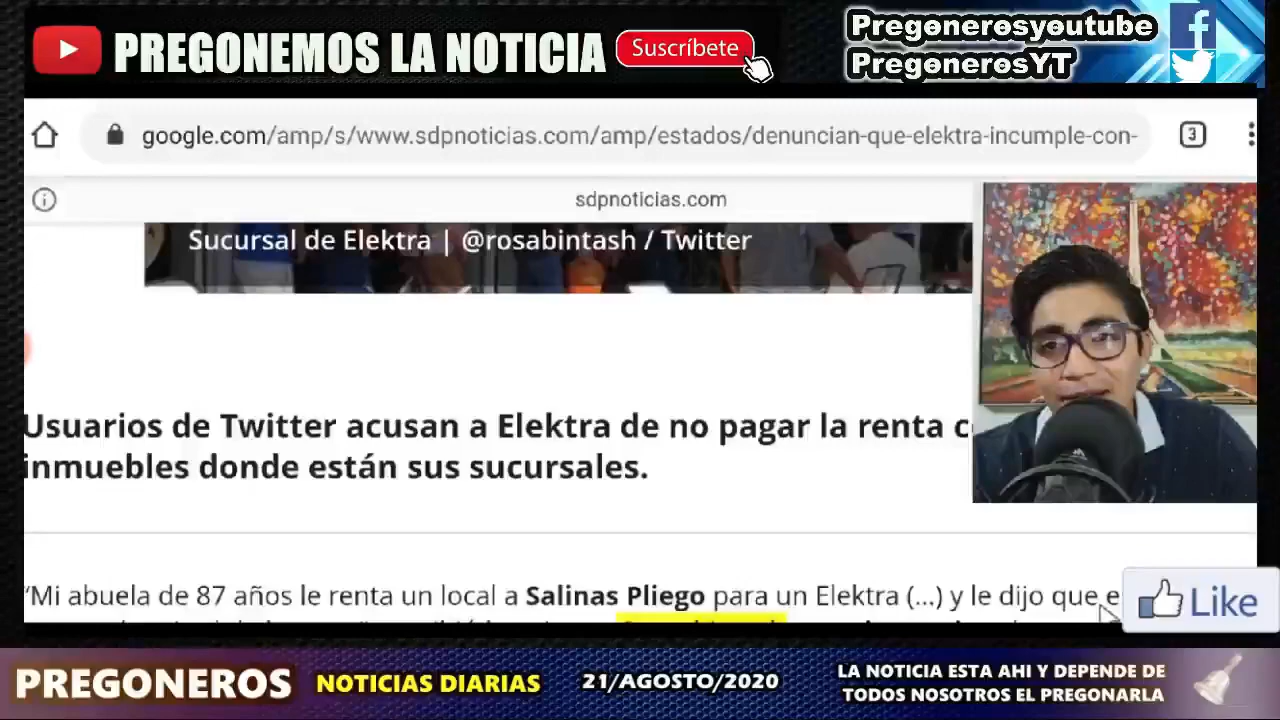 PREGONEMOS LA NOTICIA
Suscríbete
Pregonerosyoutube
PregonerosYT
google.com/amp/s/www.sdpnoticias.com/amp/estados/denuncian-que-elektra-incumple-con-
3
sdpnoticias.com
Sucursal de Elektra | @rosabintash / Twitter
Usuarios de Twitter acusan a Elektra de no pagar la renta
inmuebles donde están sus sucursales.
“Mi abuela de 87 años le renta un local a Salinas Pliego para un Elektra (...) y le dijo que
Like
PREGONEROS
NOTICIAS DIARIAS
21/AGOSTO/2020
LA NOTICIA ESTA AHI Y DEPENDE DE
TODOS NOSOTROS EL PREGONARLA